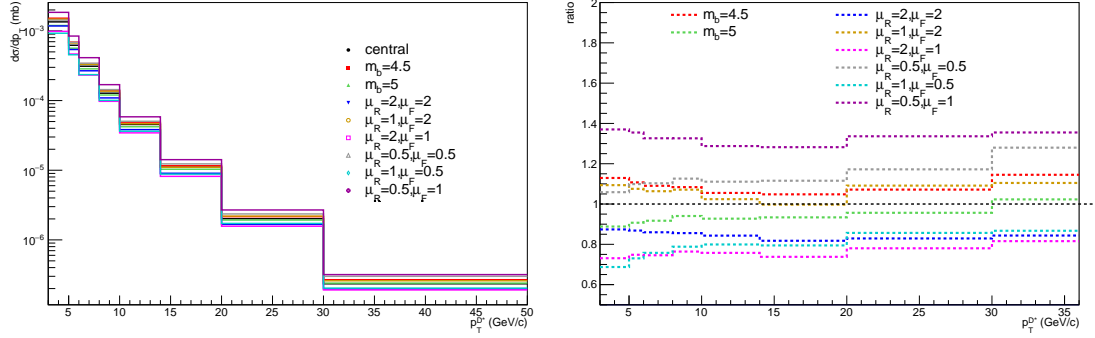 dσ/dp_T (mb)
10⁻³
10⁻⁴
10⁻⁵
10⁻⁶
central
m_b=4.5
m_b=5
μ_R=2,μ_F=2
μ_R=1,μ_F=2
μ_R=2,μ_F=1
μ_R=0.5,μ_F=0.5
μ_R=1,μ_F=0.5
μ_R=0.5,μ_F=1
5 10 15 20 25 30 35 40 45 50
p_T^{D⁺} (GeV/c)
ratio
2
1.8
1.6
1.4
1.2
1
0.8
0.6
m_b=4.5
m_b=5
μ_R=2,μ_F=2
μ_R=1,μ_F=2
μ_R=2,μ_F=1
μ_R=0.5,μ_F=0.5
μ_R=1,μ_F=0.5
μ_R=0.5,μ_F=1
5 10 15 20 25 30 35
p_T^{D⁺} (GeV/c)